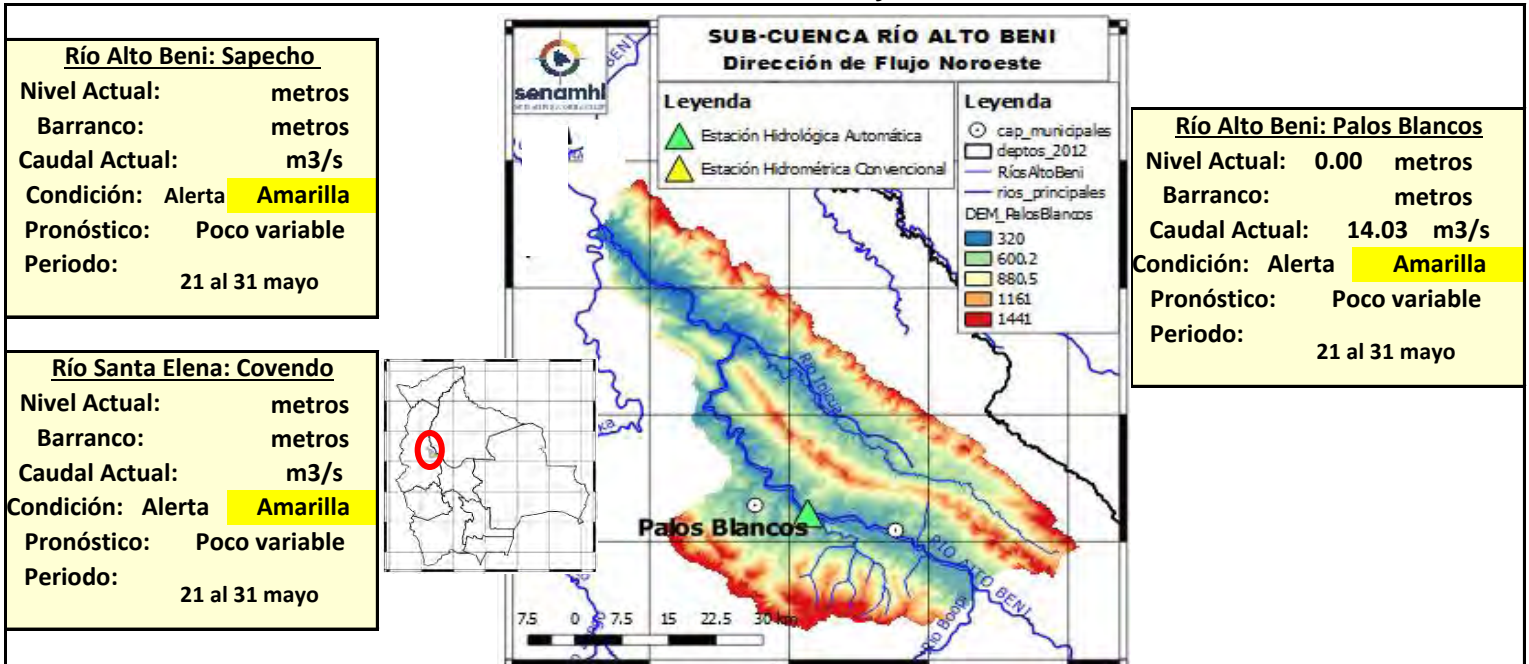 Río Alto Beni: Sapecho
Nivel Actual: metros
Barranco: metros
Caudal Actual: m3/s
Condición: Alerta Amarilla
Pronóstico: Poco variable
Periodo:
21 al 31 mayo
Río Santa Elena: Covendo
Nivel Actual: metros
Barranco: metros
Caudal Actual: m3/s
Condición: Alerta Amarilla
Pronóstico: Poco variable
Periodo:
21 al 31 mayo
senamhi
BENI
SUB-CUENCA RÍO ALTO BENI
Dirección de Flujo Noroeste
Leyenda
Estación Hidrológica Automática
Estación Hidrométrica Convencional
Leyenda
cap_municipales
deptos_2012
RíosAltoBeni
rios_principales
DEM_PalosBlancos
320
600.2
880.5
1161
1441
Río Inicua
Palos Blancos
RÍO ALTO BENI
Río Boopi
7.5 0 7.5 15 22.5 30 km
Río Alto Beni: Palos Blancos
Nivel Actual: 0.00 metros
Barranco: metros
Caudal Actual: 14.03 m3/s
Condición: Alerta Amarilla
Pronóstico: Poco variable
Periodo:
21 al 31 mayo